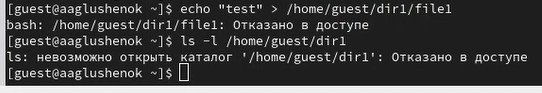 [guest@aaglushenok ~]$ echo "test" > /home/guest/dir1/file1
bash: /home/guest/dir1/file1: Отказано в доступе
[guest@aaglushenok ~]$ ls -l /home/guest/dir1
ls: невозможно открыть каталог '/home/guest/dir1': Отказано в доступе
[guest@aaglushenok ~]$